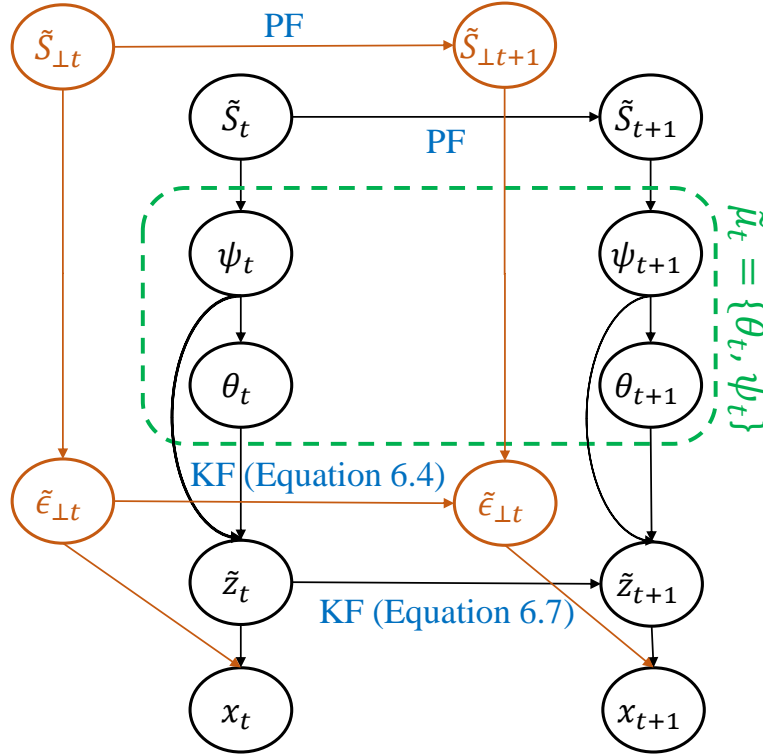 S̃⊥t
PF
S̃⊥t+1
S̃t
PF
S̃t+1
ψt
ψt+1
μ̃t = {θt, ψt}
θt
θt+1
KF (Equation 6.4)
ϵ̃⊥t
ϵ̃⊥t
z̃t
KF (Equation 6.7)
z̃t+1
xt
xt+1